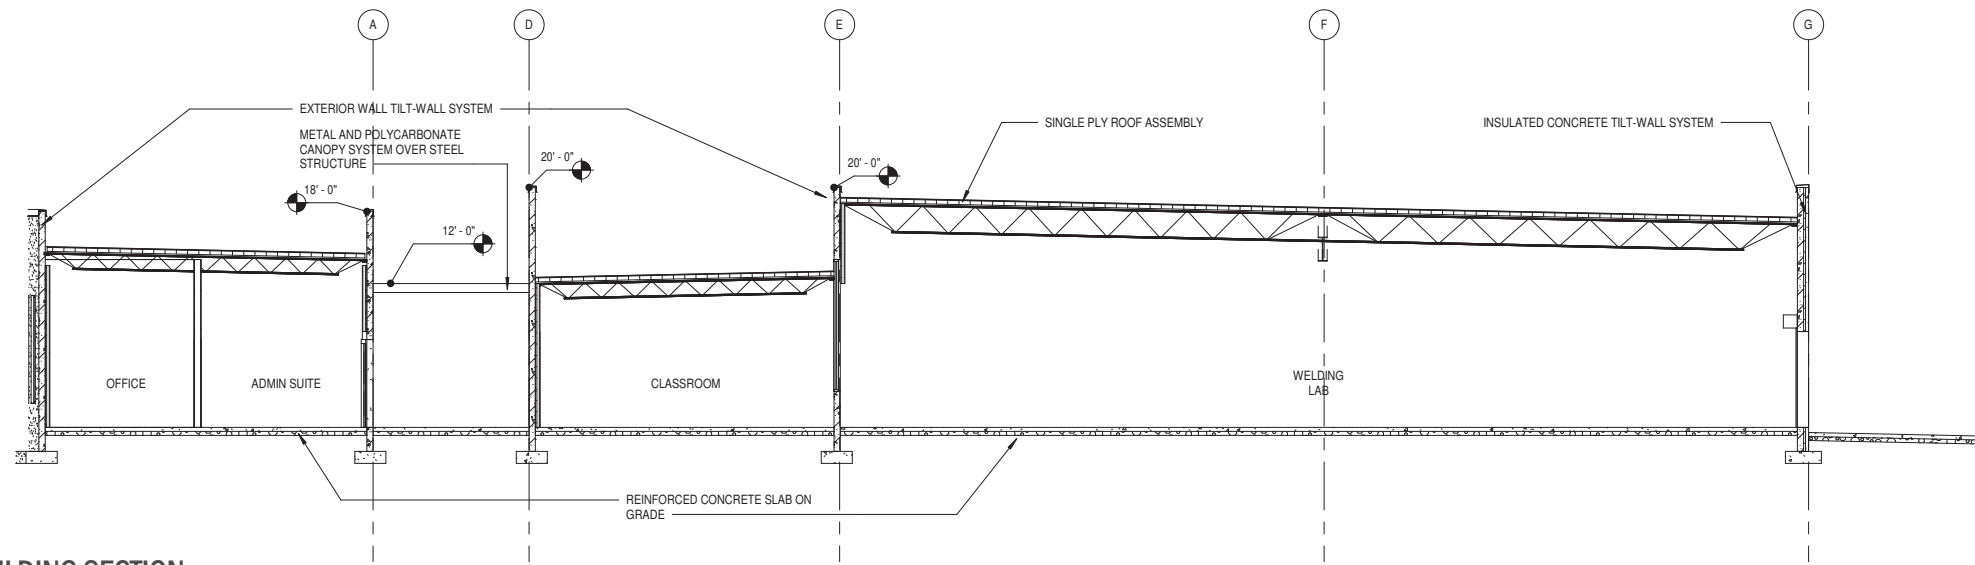 A
D
E
F
G
EXTERIOR WALL TILT-WALL SYSTEM
METAL AND POLYCARBONATE
CANOPY SYSTEM OVER STEEL
STRUCTURE
SINGLE PLY ROOF ASSEMBLY
INSULATED CONCRETE TILT-WALL SYSTEM
20' - 0"
20' - 0"
18' - 0"
12' - 0"
OFFICE
ADMIN SUITE
CLASSROOM
WELDING
LAB
REINFORCED CONCRETE SLAB ON
GRADE
SECTION